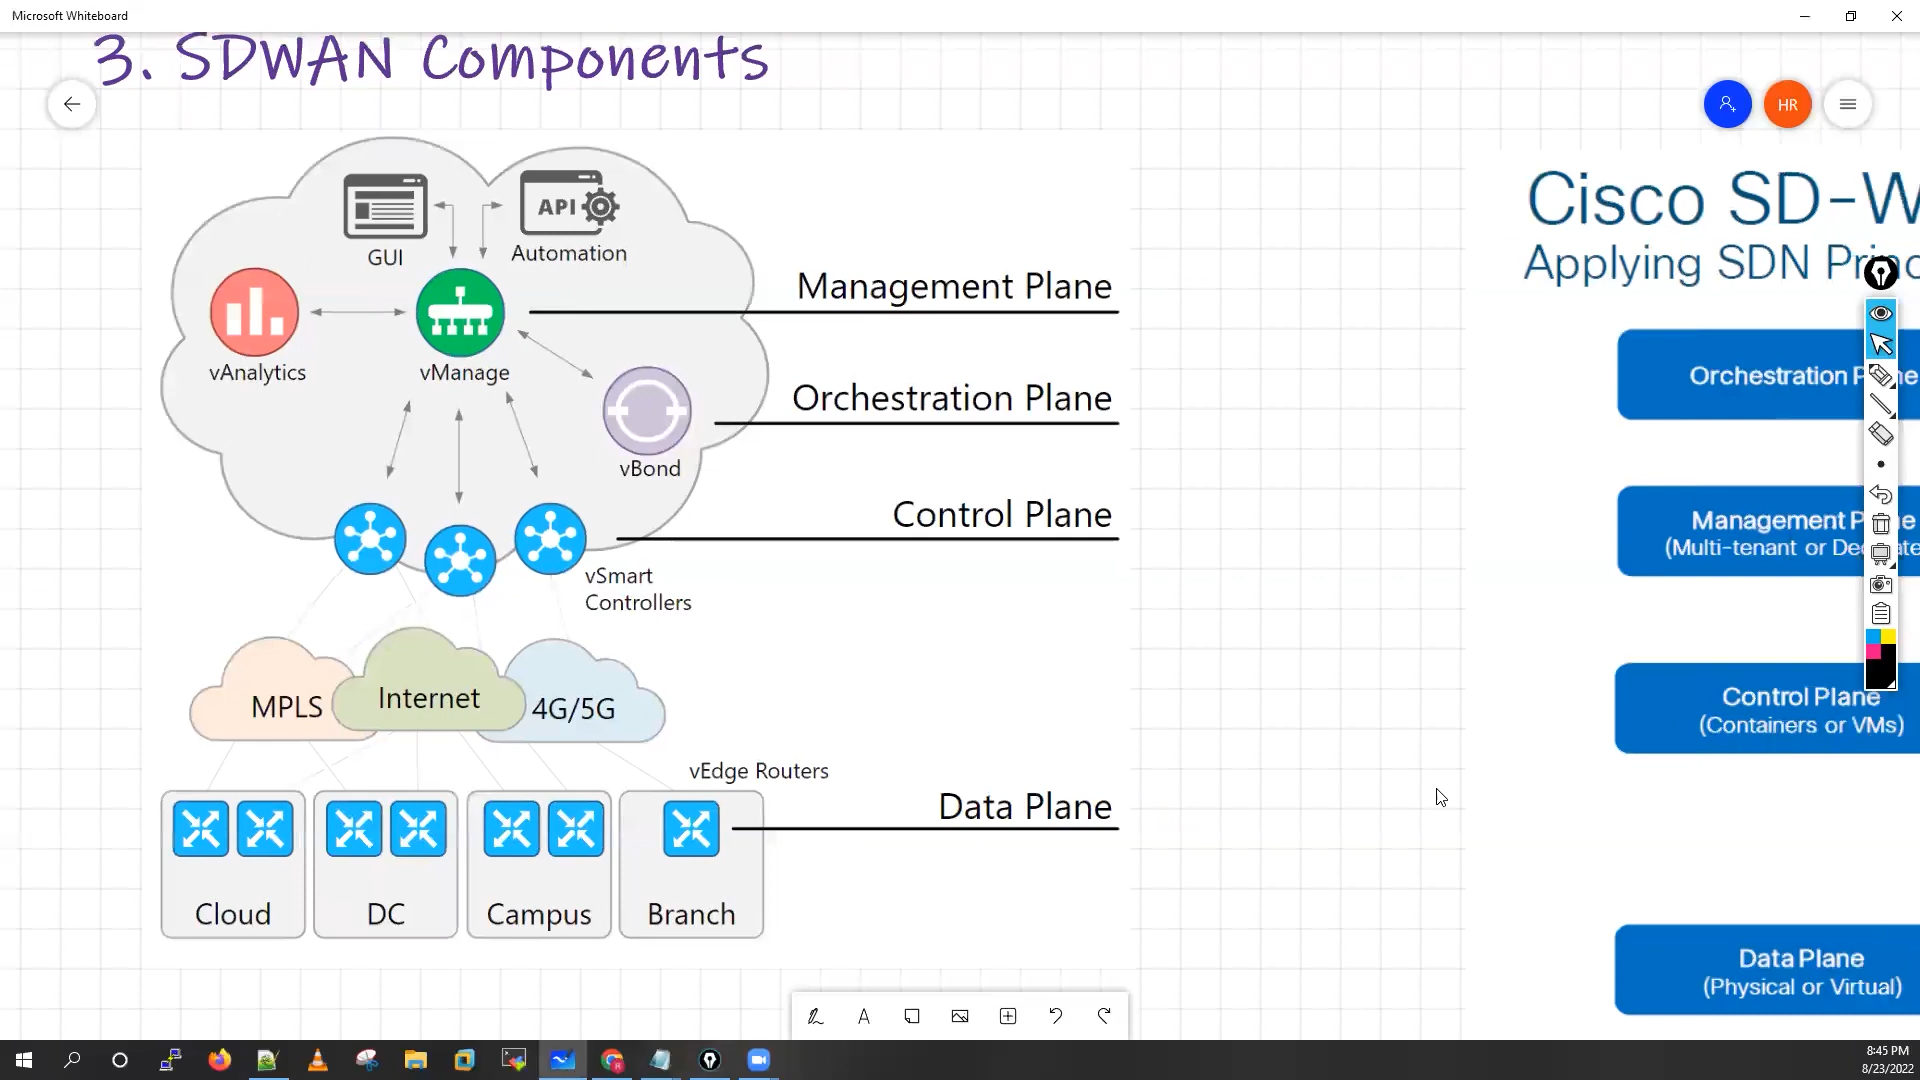 Microsoft Whiteboard
3. SDWAN Components
HR
GUI
API
Automation
vAnalytics
vManage
vBond
Management Plane
Orchestration Plane
Control Plane
vSmart
Controllers
MPLS
Internet
4G/5G
vEdge Routers
Data Plane
Cloud
DC
Campus
Branch
Cisco SD-W
Applying SDN Princ
Orchestration P ne
Management P e
(Multi-tenant or De ate
Control Plane
(Containers or VMs)
Data Plane
(Physical or Virtual)
8:45 PM
8/23/2022